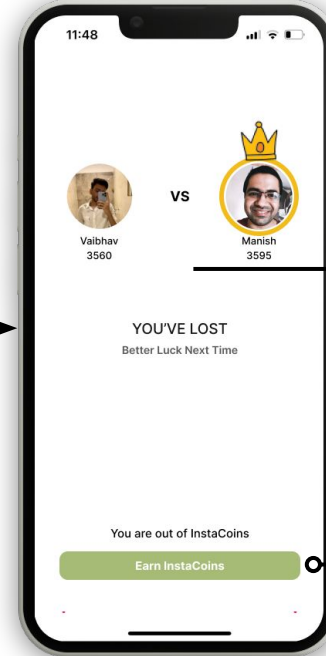 11:48
VS
Vaibhav
3560
Manish
3595
YOU'VE LOST
Better Luck Next Time
You are out of InstaCoins
Earn InstaCoins